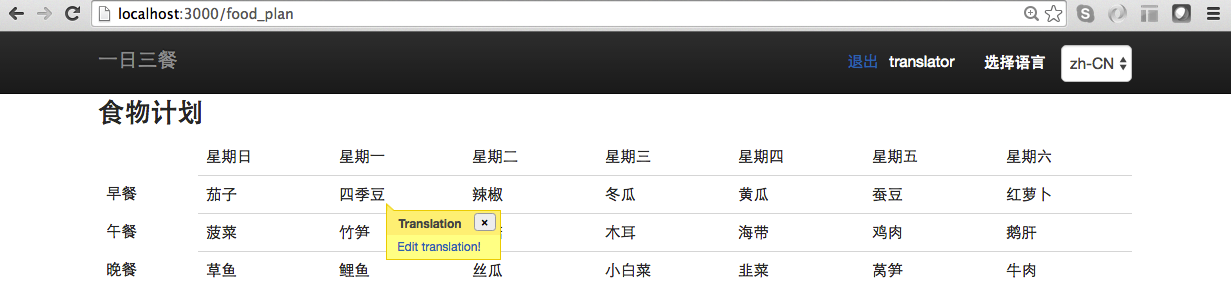 localhost:3000/food_plan
一日三餐 退出 translator 选择语言 zh-CN
食物计划
星期日 星期一 星期二 星期三 星期四 星期五 星期六
早餐 茄子 四季豆 辣椒 冬瓜 黄瓜 蚕豆 红萝卜
午餐 菠菜 竹笋 木耳 海带 鸡肉 鹅肝
Translation ×
Edit translation!
晚餐 草鱼 鲤鱼 丝瓜 小白菜 韭菜 莴笋 牛肉